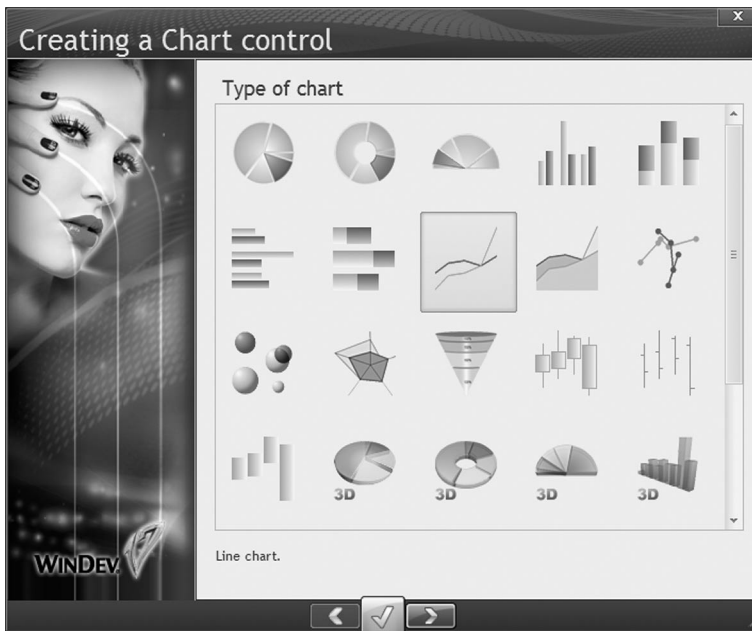 Creating a Chart control
X
Type of chart
3D
3D
3D
3D
Line chart.
WINDEV